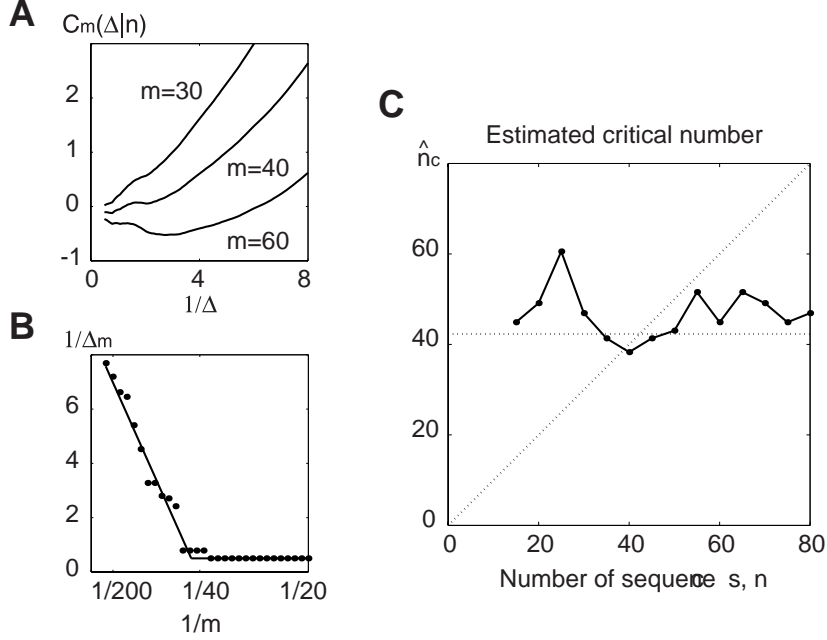 A
Cm(Δ|n)
2
1
0
-1
m=30
m=40
m=60
0
4
8
1/Δ
B
1/Δm
6
4
2
0
1/200
1/40
1/20
1/m
C
Estimated critical number
n̂c
60
40
20
0
0
20
40
60
80
Number of sequence s, n